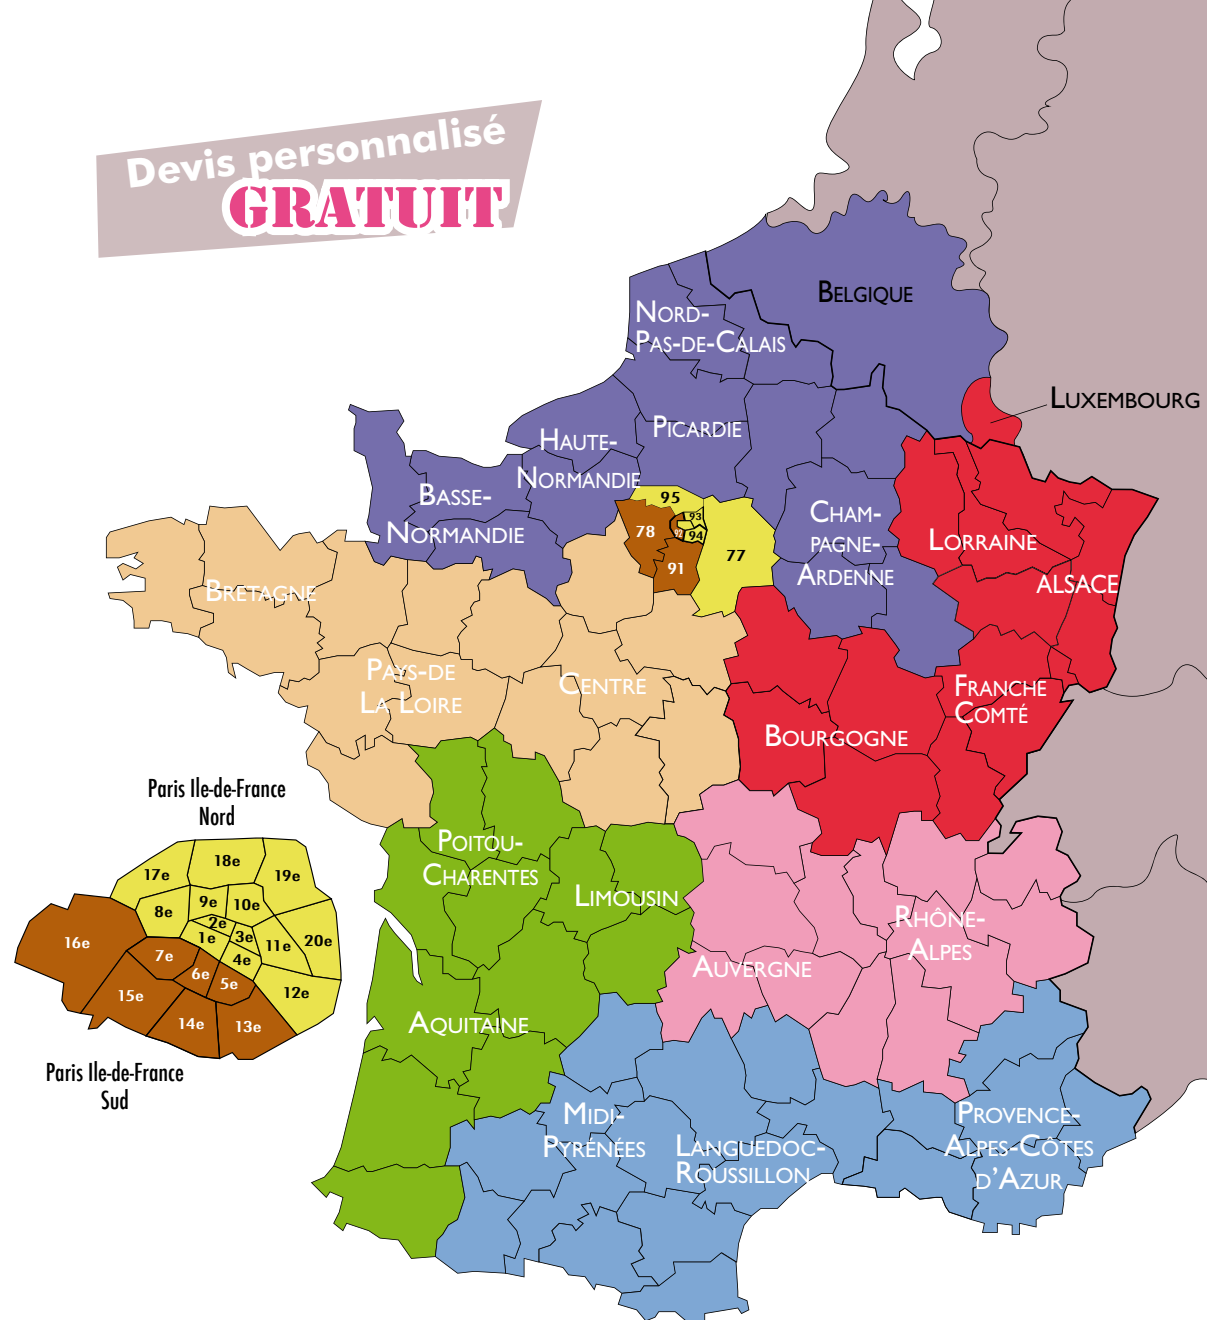 Devis personnalisé
GRATUIT
BELGIQUE
NORD-
PAS-DE-CALAIS
LUXEMBOURG
PICARDIE
HAUTE-
NORMANDIE
BASSE-
NORMANDIE
95
93
92
94
78
77
91
CHAM-
PAGNE-
ARDENNE
LORRAINE
ALSACE
BRETAGNE
PAYS-DE
LA LOIRE
CENTRE
FRANCHE
COMTÉ
BOURGOGNE
Paris Ile-de-France
Nord
17e
18e
19e
8e
9e
10e
2e
1e
3e
4e
11e
20e
12e
16e
7e
6e
5e
15e
14e
13e
Paris Ile-de-France
Sud
POITOU-
CHARENTES
LIMOUSIN
RHÔNE-
ALPES
AUVERGNE
AQUITAINE
MIDI-
PYRÉNÉES
LANGUEDOC-
ROUSSILLON
PROVENCE-
ALPES-CÔTES
D'AZUR